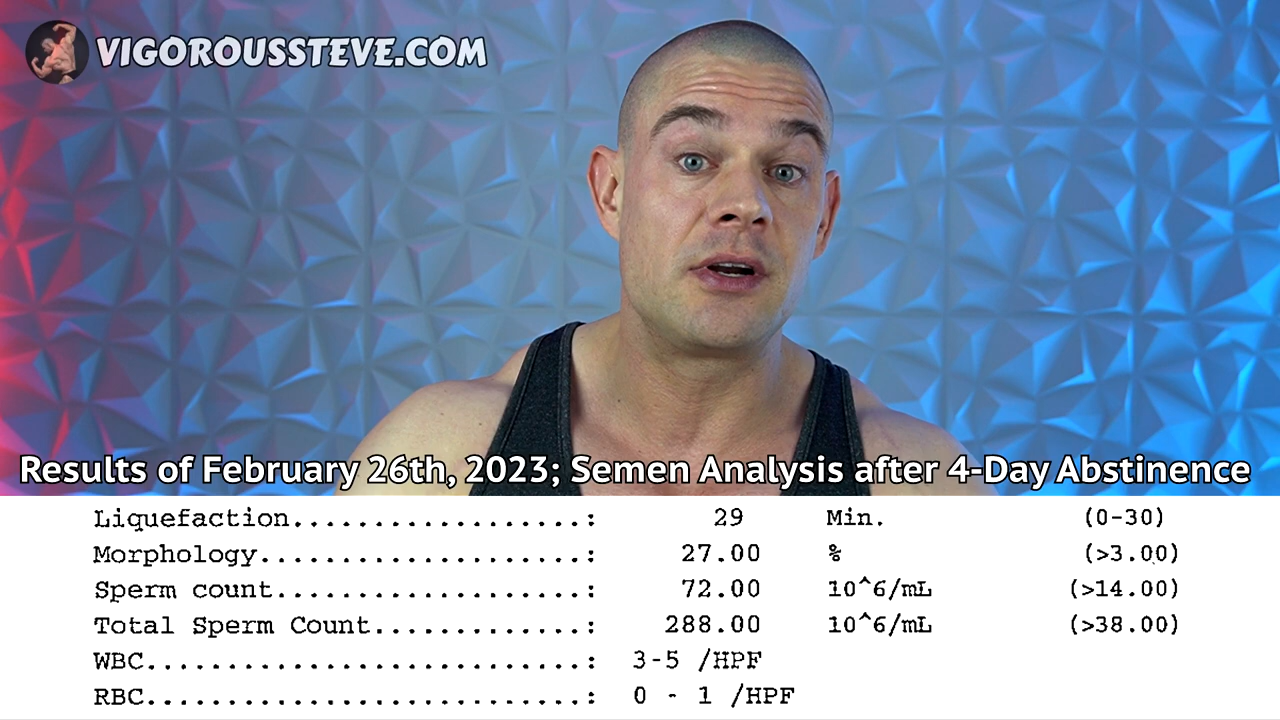 VIGOROUSSTEVE.COM
Results of February 26th, 2023; Semen Analysis after 4-Day Abstinence
Liquefaction..................: 29 Min. (0-30)
Morphology....................: 27.00 % (>3.00)
Sperm count...................: 72.00 10^6/mL (>14.00)
Total Sperm Count.............: 288.00 10^6/mL (>38.00)
WBC...........................: 3-5 /HPF
RBC...........................: 0 - 1 /HPF